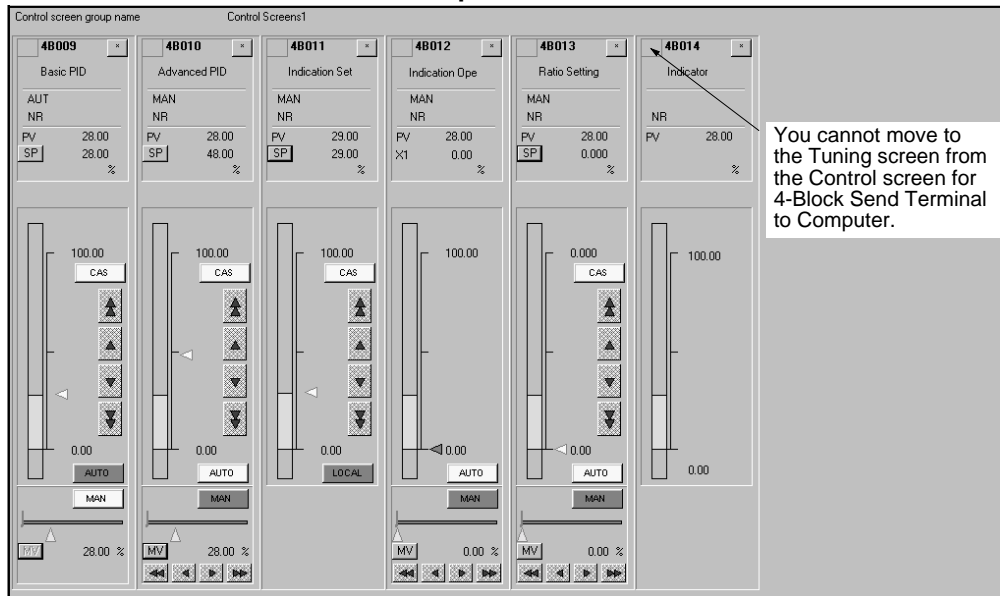 Control screen group name Control Screens1
4B009 × 4B010 × 4B011 × 4B012 × 4B013 × 4B014 ×
Basic PID Advanced PID Indication Set Indication Ope Ratio Setting Indicator
AUT MAN MAN MAN MAN
NR NR NR NR NR NR
PV 28.00 PV 28.00 PV 29.00 PV 28.00 PV 28.00 PV 28.00
SP 28.00 SP 48.00 SP 29.00 X1 0.00 SP 0.000
% % % % % %
You cannot move to
the Tuning screen from
the Control screen for
4-Block Send Terminal
to Computer.
100.00 100.00 100.00 100.00 0.000 100.00
CAS CAS CAS CAS
0.00 0.00 0.00 0.00 0.00 0.00
AUTO AUTO LOCAL AUTO AUTO
MAN MAN MAN MAN
MV 28.00 % MV 28.00 % MV 0.00 % MV 0.00 %